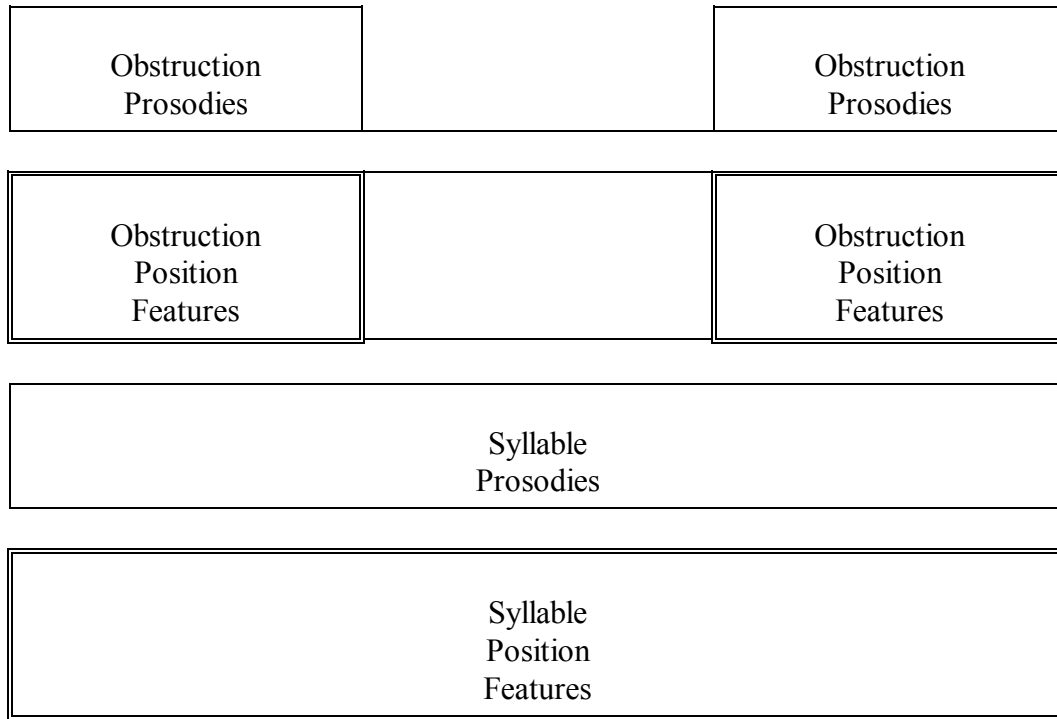 Obstruction
Prosodies
Obstruction
Prosodies
Obstruction
Position
Features
Obstruction
Position
Features
Syllable
Prosodies
Syllable
Position
Features